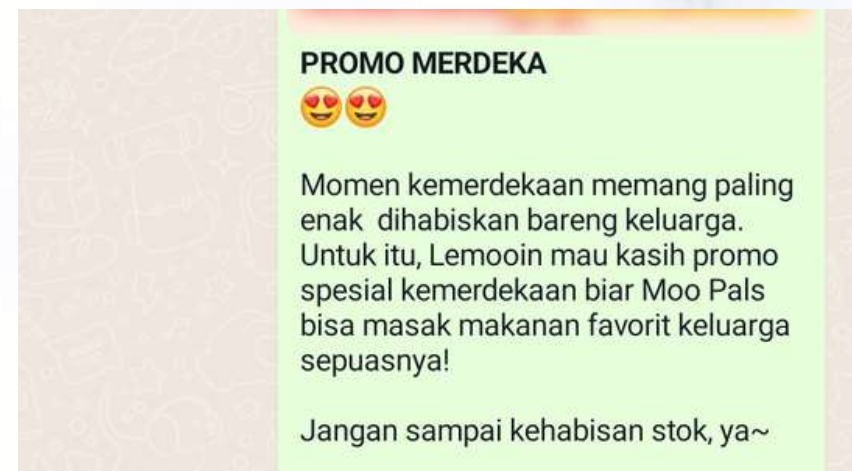 PROMO MERDEKA
😍😍
Momen kemerdekaan memang paling
enak dihabiskan bareng keluarga.
Untuk itu, Lemooin mau kasih promo
spesial kemerdekaan biar Moo Pals
bisa masak makanan favorit keluarga
sepuasnya!
Jangan sampai kehabisan stok, ya~